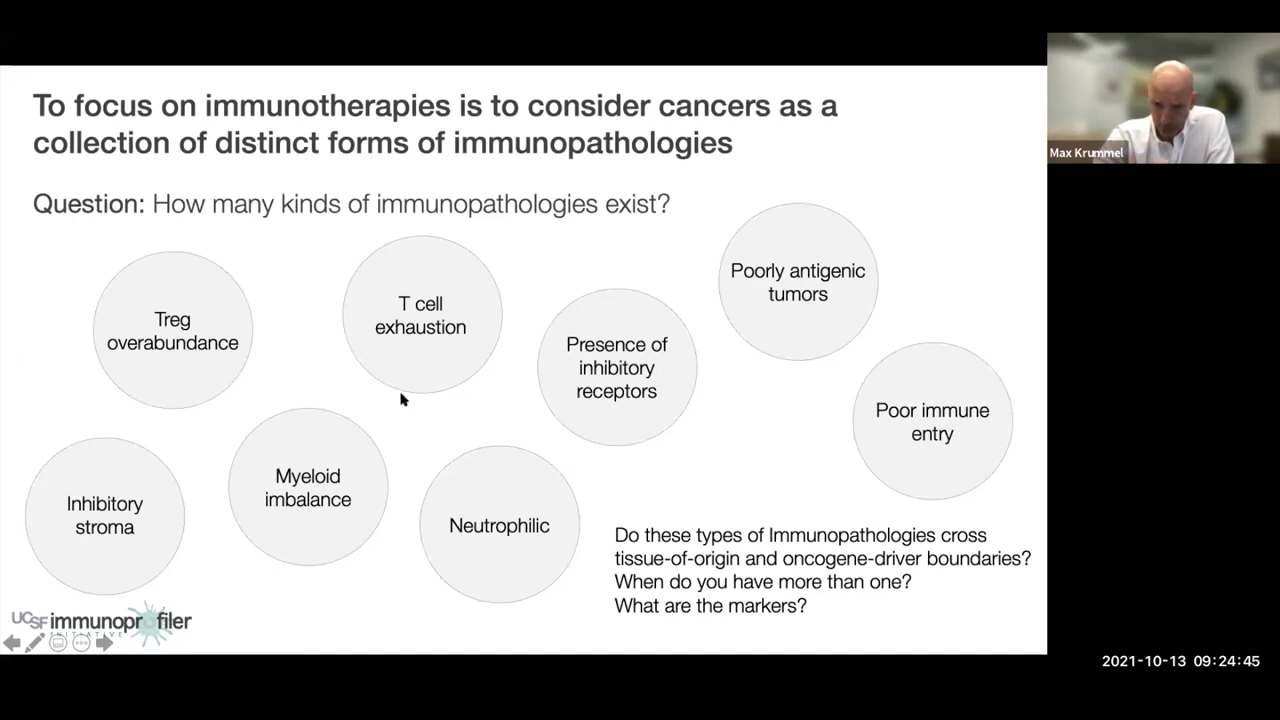 To focus on immunotherapies is to consider cancers as a
collection of distinct forms of immunopathologies
Max Krummel
Question: How many kinds of immunopathologies exist?
Treg
overabundance
T cell
exhaustion
Presence of
inhibitory
receptors
Poorly antigenic
tumors
Poor immune
entry
Inhibitory
stroma
Myeloid
imbalance
Neutrophilic
Do these types of Immunopathologies cross
tissue-of-origin and oncogene-driver boundaries?
When do you have more than one?
What are the markers?
UCSF immunoprofiler
INITIATIVE
2021-10-13 09:24:45